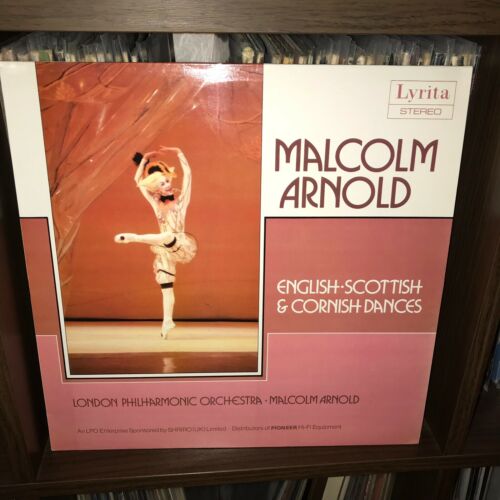 Lyrita
STEREO
MALCOLM
ARNOLD
ENGLISH·SCOTTISH
& CORNISH DANCES
LONDON PHILHARMONIC ORCHESTRA · MALCOLM ARNOLD
An LPO Enterprise Sponsored by SHRIRO (UK) Limited · Distributors of PIONEER Hi-Fi Equipment